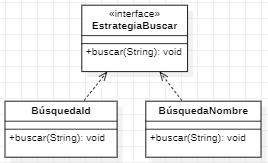 «interface»
EstrategiaBuscar
+buscar(String): void
BúsquedaId
+buscar(String): void
BúsquedaNombre
+buscar(String): void